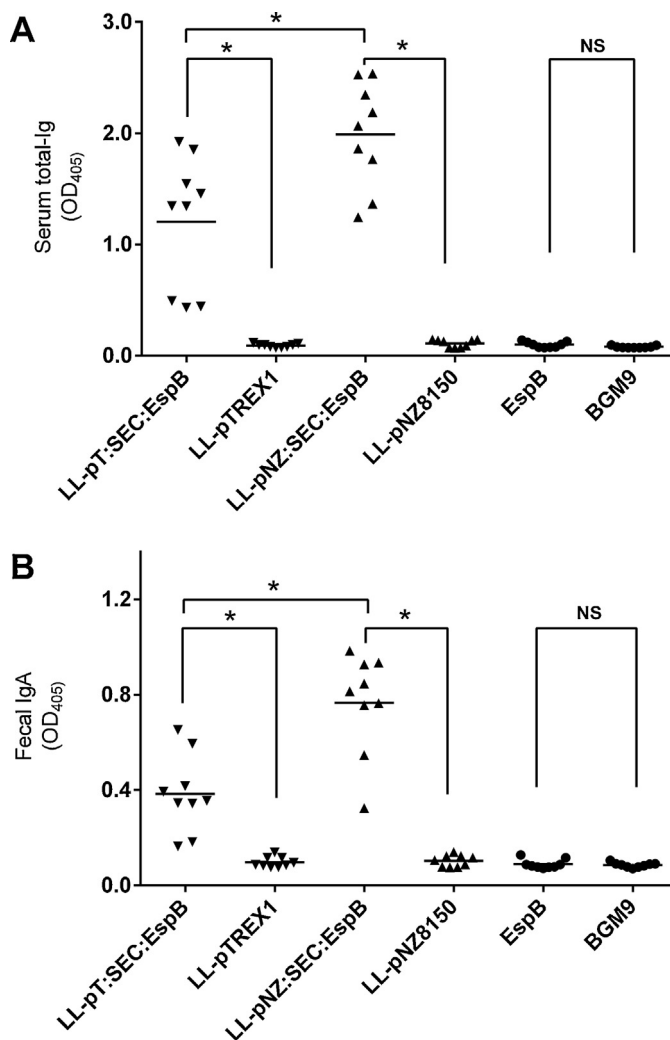 A
Serum total-Ig
(OD405)
3.0
2.0
1.0
0.0
*
*
*
NS
LL-pT:SEC:EspB
LL-pTREX1
LL-pNZ:SEC:EspB
LL-pNZ8150
EspB
BGM9
B
Fecal IgA
(OD405)
1.2
0.8
0.4
0.0
*
*
*
NS
LL-pT:SEC:EspB
LL-pTREX1
LL-pNZ:SEC:EspB
LL-pNZ8150
EspB
BGM9